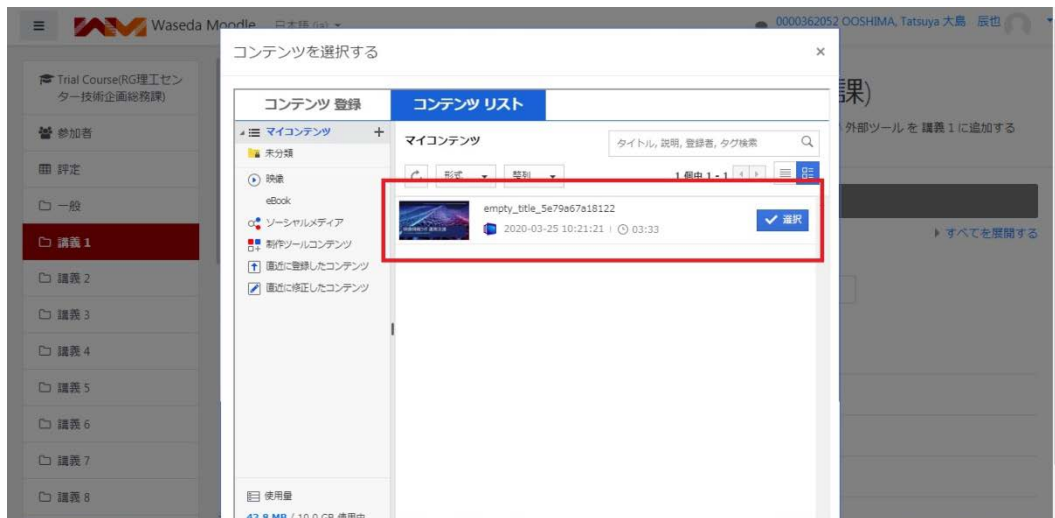 Waseda Moodle 日本語 (ja)
0000362052 OOSHIMA, Tatsuya 大島 辰也
コンテンツを選択する
×
Trial Course(RG理工セン
ター技術企画総務課)
課)
参加者
外部ツール を 講義 1 に追加する
評定
一般
講義 1
すべてを展開する
講義 2
講義 3
講義 4
講義 5
講義 6
講義 7
講義 8
コンテンツ 登録
コンテンツ リスト
マイコンテンツ +
未分類
映像
eBook
ソーシャルメディア
制作ツールコンテンツ
直近に登録したコンテンツ
直近に修正したコンテンツ
使用量
42.8 MB / 10.0 GB 使用中
マイコンテンツ
タイトル, 説明, 登録者, タグ検索
形式
1 個中 1 - 1
empty_title_5e79a67a18122
2020-03-25 10:21:21 | 03:33
選択